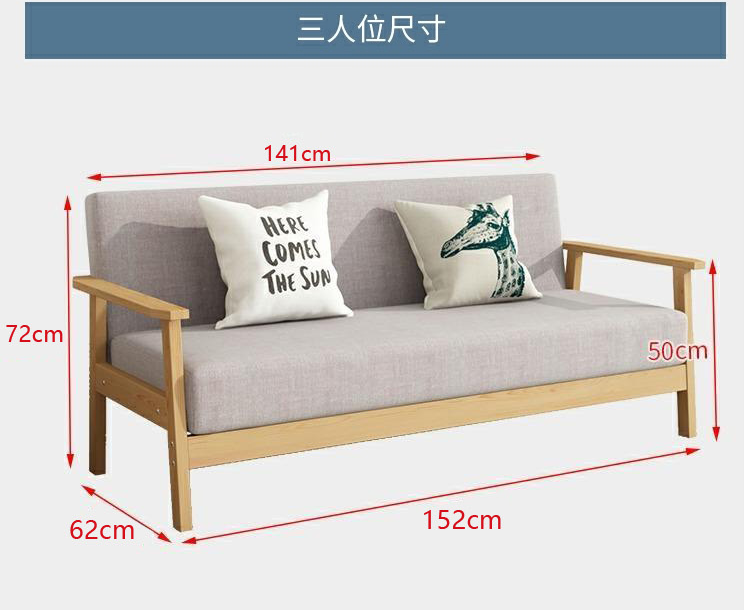 三人位尺寸
141cm
HERE
COMES
THE SUN
72cm
50cm
62cm
152cm